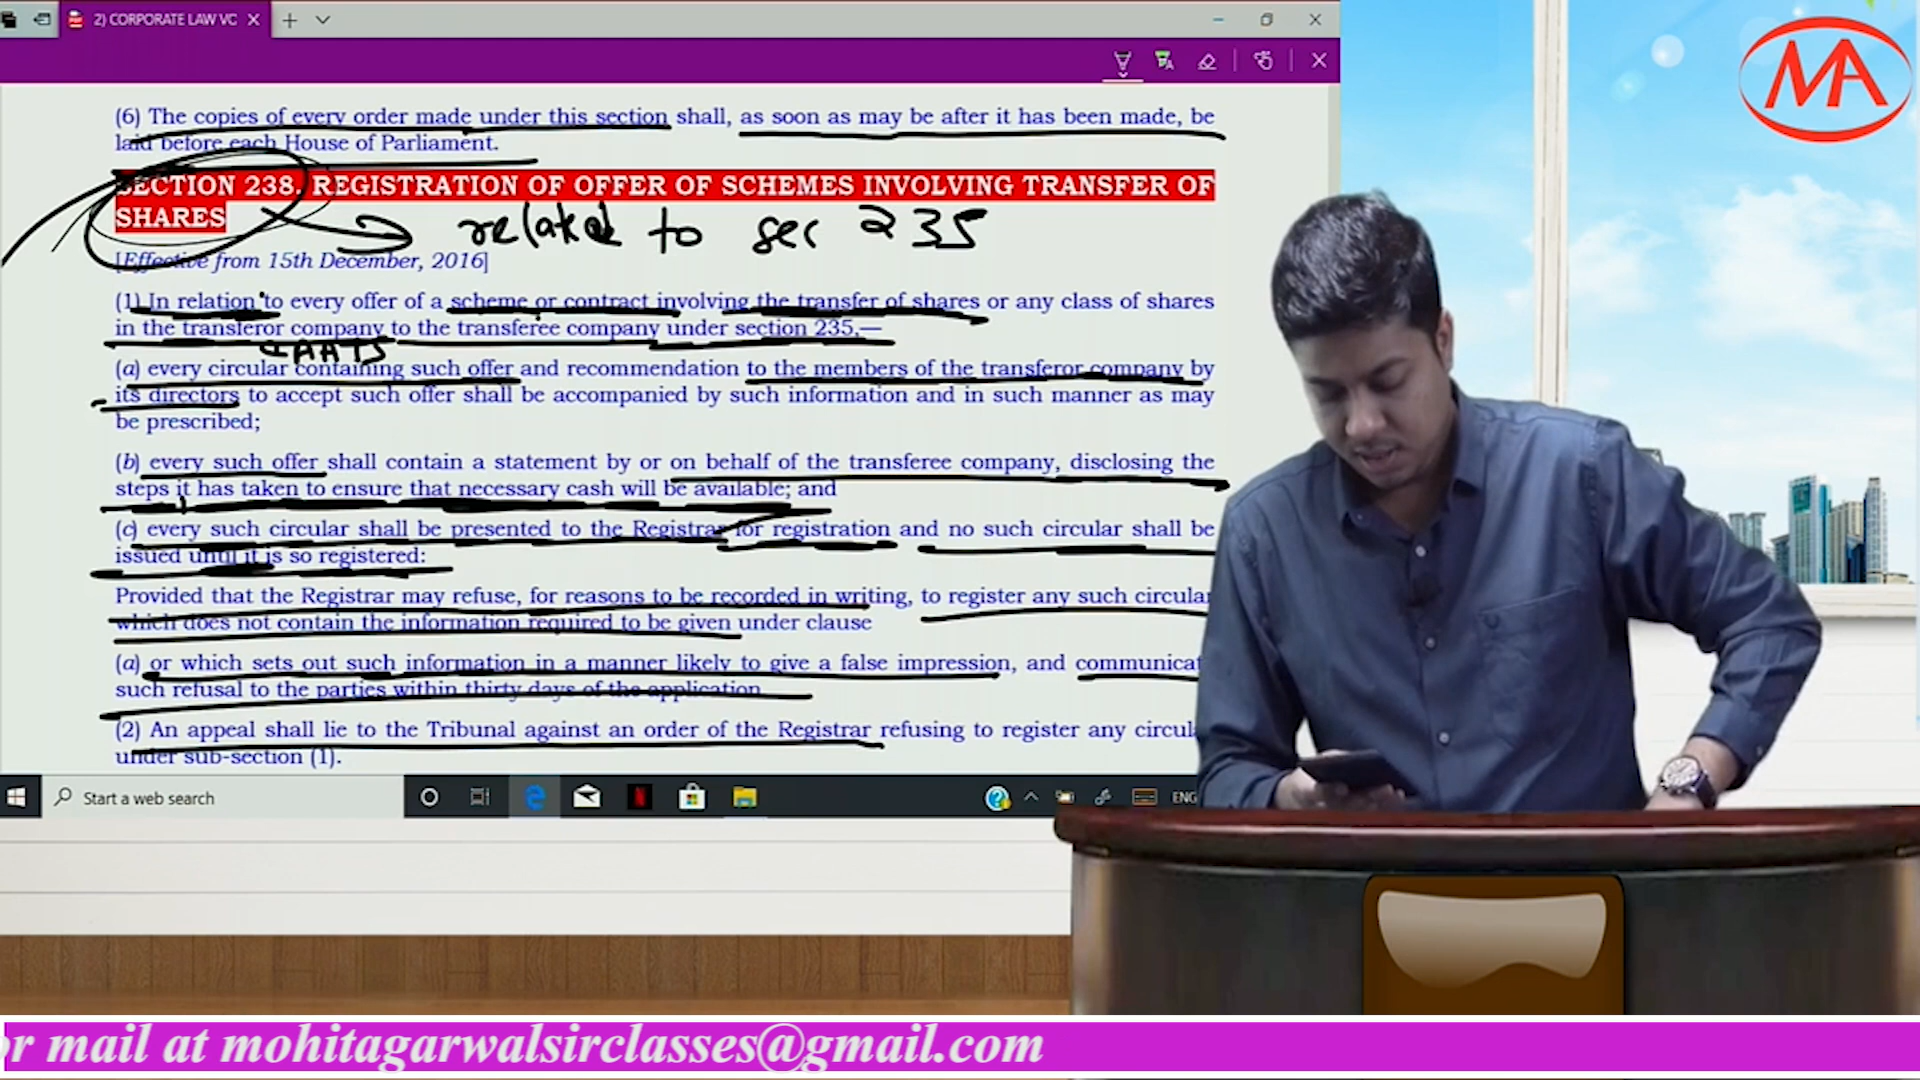 2) CORPORATE LAW VC
MA
(6) The copies of every order made under this section shall, as soon as may be after it has been made, be
laid before each House of Parliament.
SECTION 238. REGISTRATION OF OFFER OF SCHEMES INVOLVING TRANSFER OF
SHARES
related to sec 235
[Effective from 15th December, 2016]
(1) In relation to every offer of a scheme or contract involving the transfer of shares or any class of shares
in the transferor company to the transferee company under section 235,—
(a) every circular containing such offer and recommendation to the members of the transferor company by
its directors to accept such offer shall be accompanied by such information and in such manner as may
be prescribed;
(b) every such offer shall contain a statement by or on behalf of the transferee company, disclosing the
steps it has taken to ensure that necessary cash will be available; and
(c) every such circular shall be presented to the Registrar for registration and no such circular shall be
issued until it is so registered:
Provided that the Registrar may refuse, for reasons to be recorded in writing, to register any such circular
which does not contain the information required to be given under clause
(a) or which sets out such information in a manner likely to give a false impression, and communicat
such refusal to the parties within thirty days of the application
(2) An appeal shall lie to the Tribunal against an order of the Registrar refusing to register any circul
under sub-section (1).
Start a web search
ENG
or mail at mohitagarwalsirclasses@gmail.com